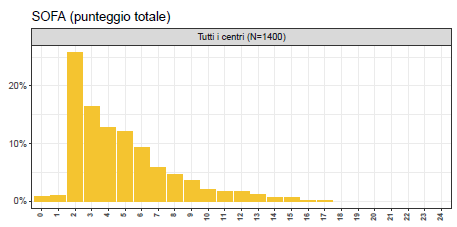 SOFA (punteggio totale)
Tutti i centri (N=1400)
20%
10%
0%
0 1 2 3 4 5 6 7 8 9 10 11 12 13 14 15 16 17 18 19 20 21 22 23 24